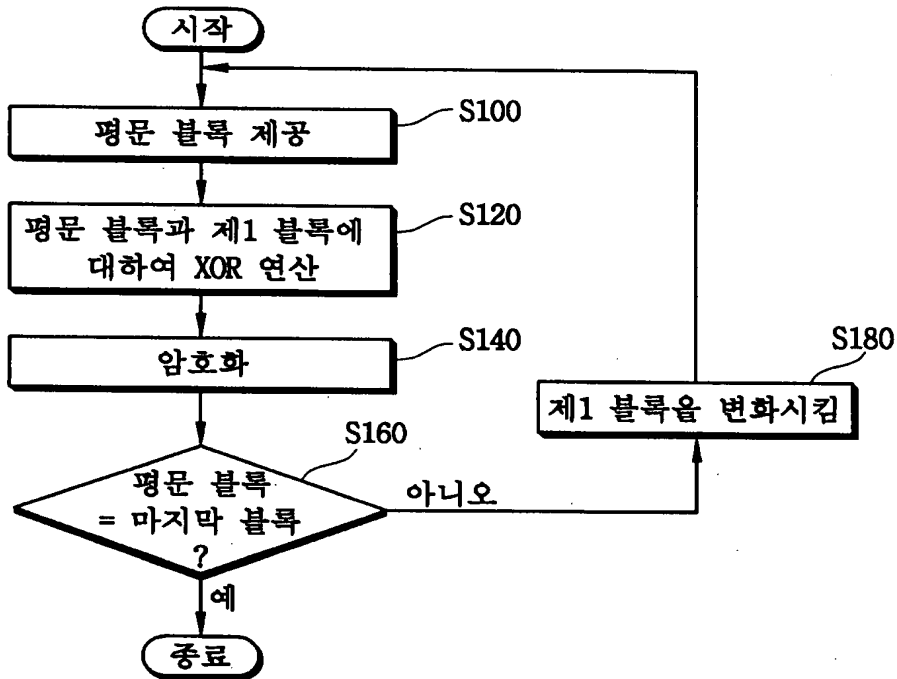 시작
평문 블록 제공
S100
평문 블록과 제1 블록에
대하여 XOR 연산
S120
암호화
S140
S180
제1 블록을 변화시킴
S160
평문 블록
= 마지막 블록
?
아니오
예
종료